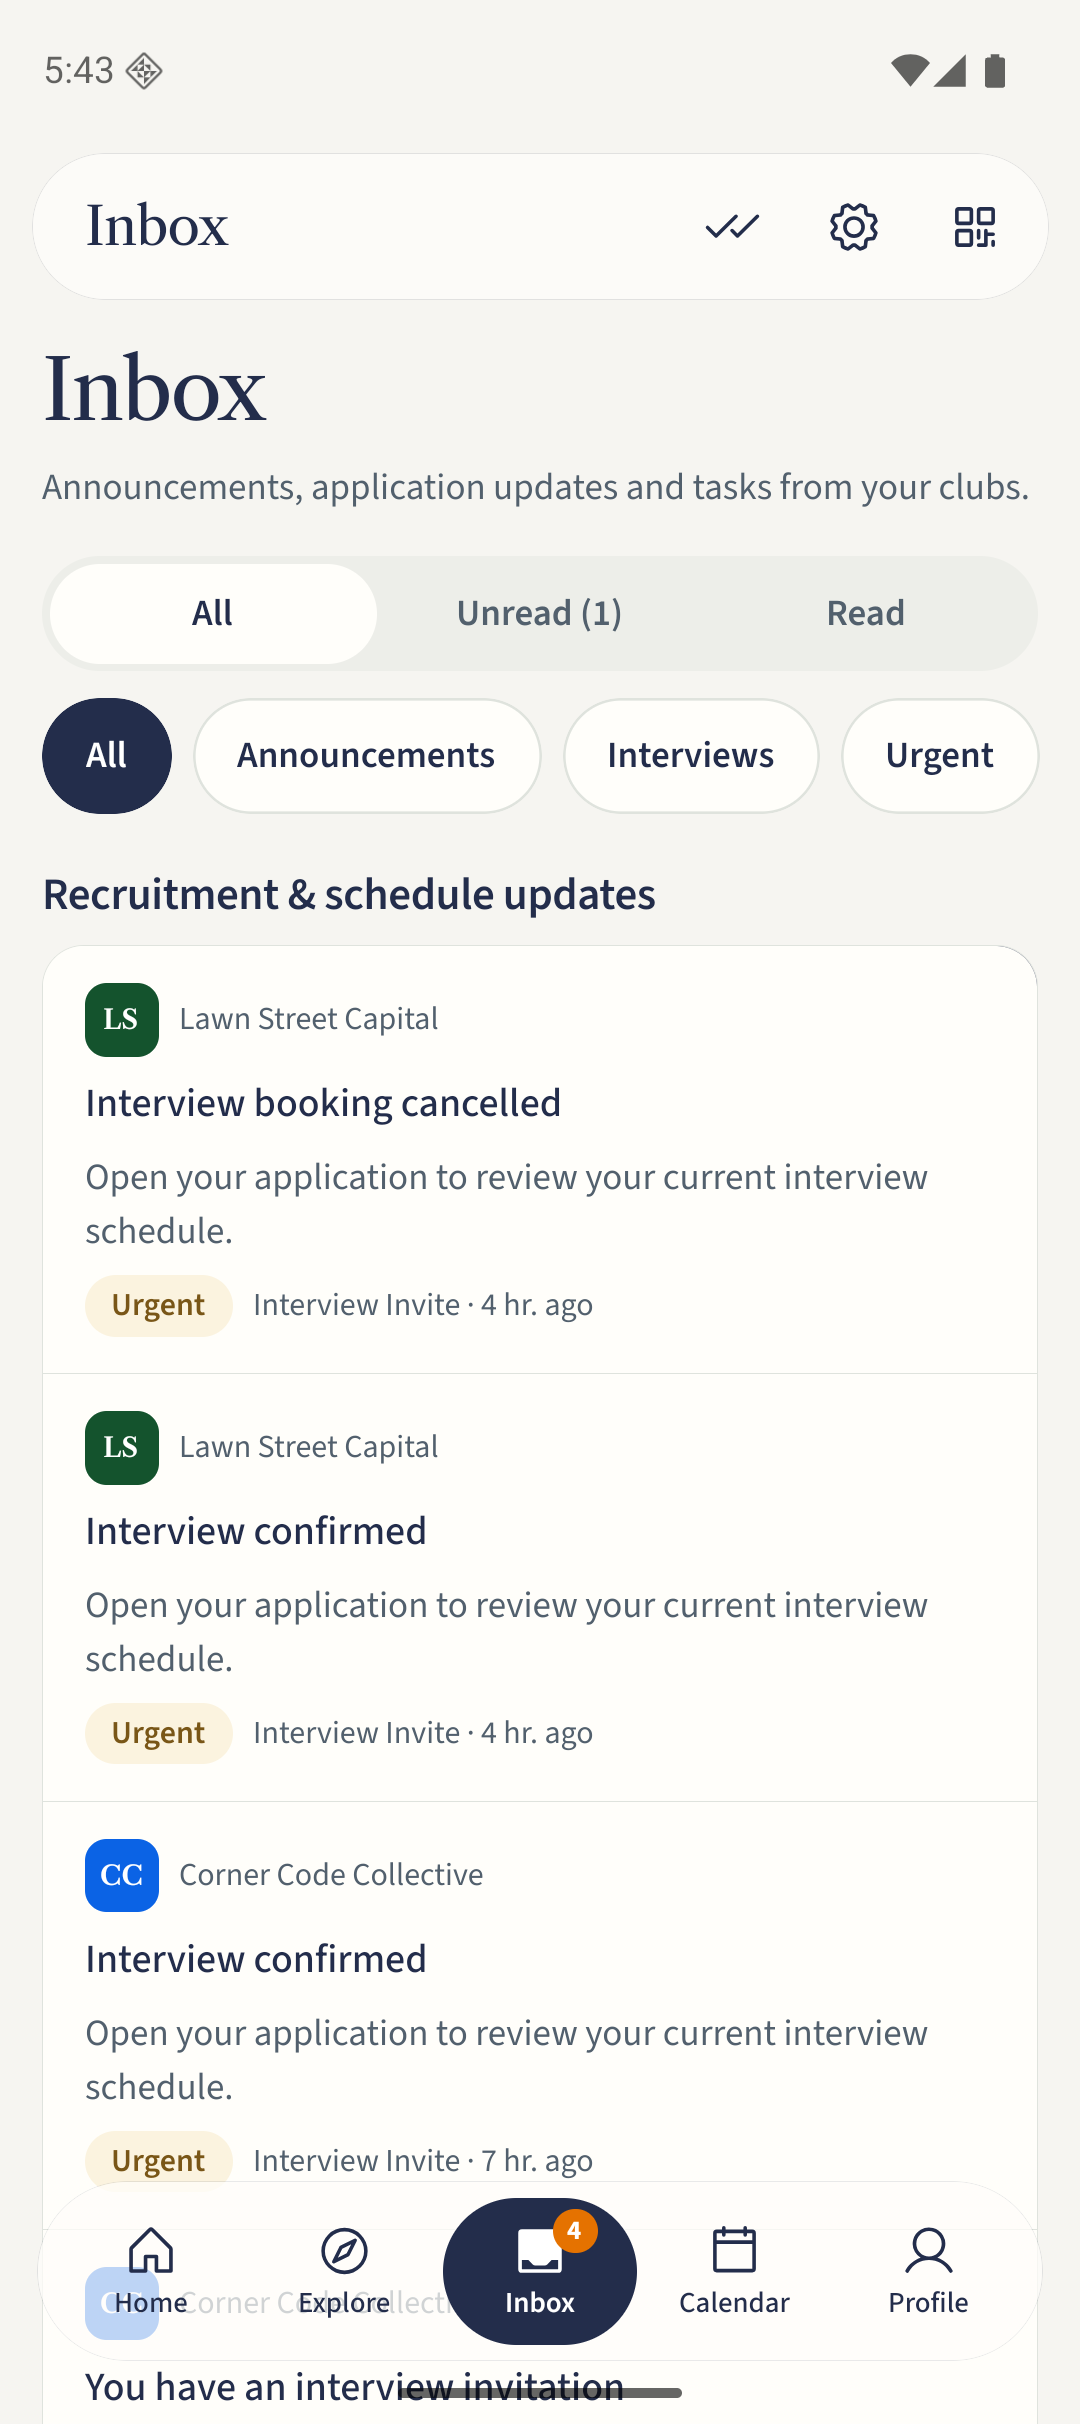 5:43
Inbox
Inbox
Announcements, application updates and tasks from your clubs.
All
Unread (1)
Read
All
Announcements
Interviews
Urgent
Recruitment & schedule updates
LS
Lawn Street Capital
Interview booking cancelled
Open your application to review your current interview
schedule.
Urgent
Interview Invite · 4 hr. ago
LS
Lawn Street Capital
Interview confirmed
Open your application to review your current interview
schedule.
Urgent
Interview Invite · 4 hr. ago
CC
Corner Code Collective
Interview confirmed
Open your application to review your current interview
schedule.
Urgent
Interview Invite · 7 hr. ago
4
CC
Corner Code
Home
Explore
Inbox
Calendar
Profile
You have an interview invitation